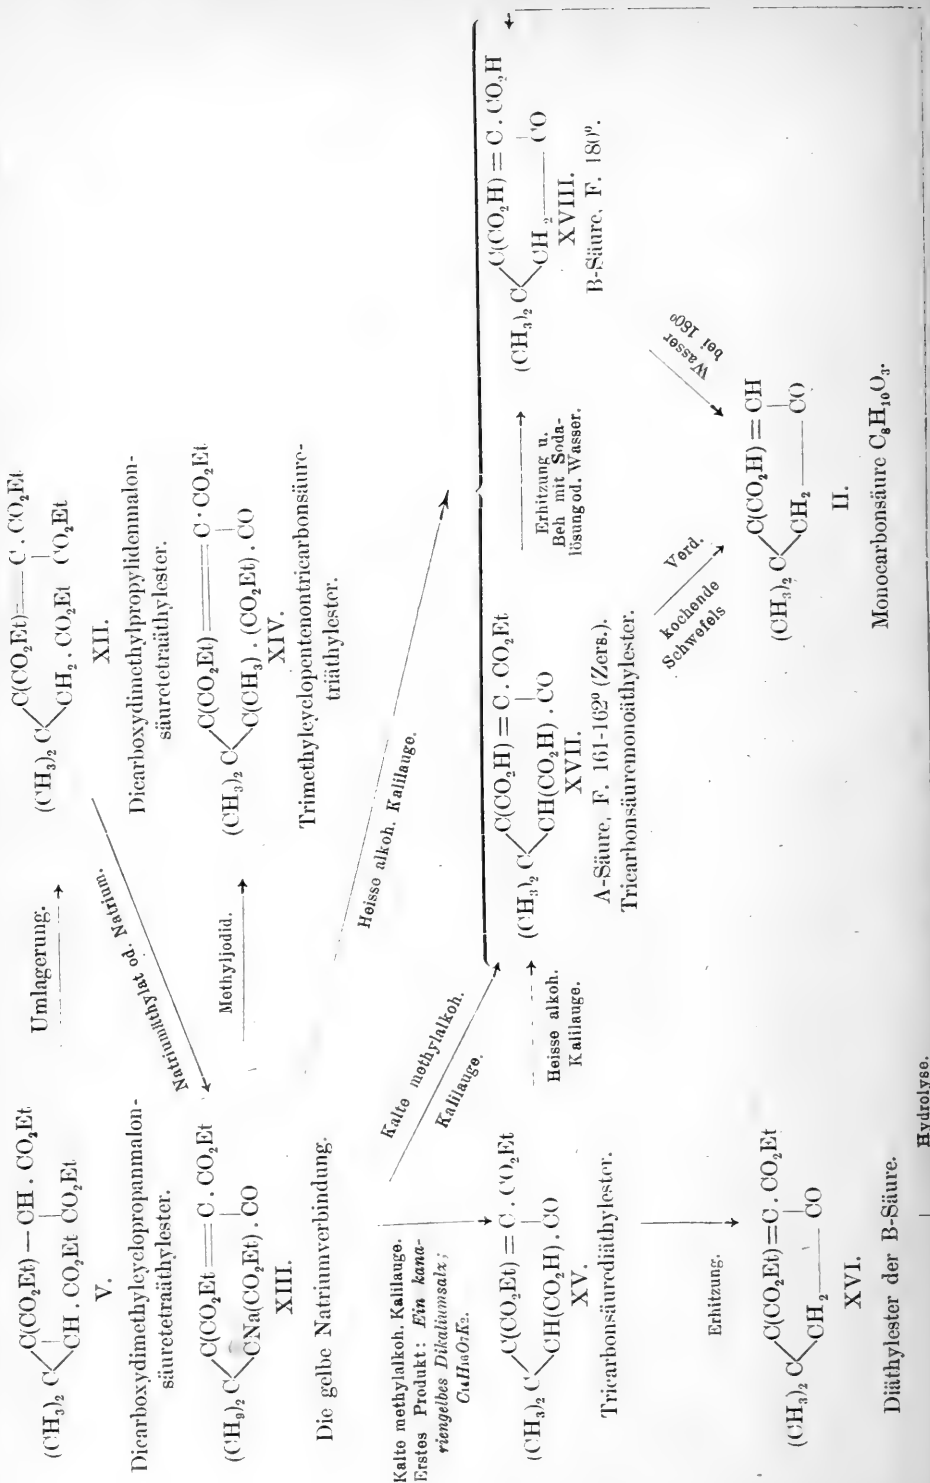 (CH₃)₂ C C(CO₂Et) — CH . CO₂Et
CH . CO₂Et CO₂Et
V.
Dicarboxydimethylcyclopropanmalon-
säuretetraäthylester.
Umlagerung.
(CH₃)₂ C C(CO₂Et) = C . CO₂Et
CH₂ . CO₂Et CO₂Et
XII.
Dicarboxydimethylpropylidenmalon-
säuretetraäthylester.
Natriumäthylat od. Natrium.
(CH₃)₂ C C(CO₂Et = C . CO₂Et
CNa(CO₂Et) . CO
XIII.
Die gelbe Natriumverbindung.
Methyljodid.
(CH₃)₂ C C(CO₂Et) = C · CO₂Et
C(CH₃) . (CO₂Et) . CO
XIV.
Trimethylcyclopentenontricarbonsäure-
triäthylester.
Heisse alkoh. Kalilauge.
Kalte methylalkoh.
Kalilauge.
Kalte methylalkoh. Kalilauge.
Erstes Produkt: Ein kana-
riengelbes Dikaliumsalz;
C₁₄H₁₆O₇K₂.
(CH₃)₂ C C(CO₂Et) = C . CO₂Et
CH(CO₂H) . CO
XV.
Tricarbonsäurediäthylester.
Heisse alkoh.
Kalilauge.
(CH₃)₂ C C(CO₂H) = C . CO₂Et
CH(CO₂H) . CO
XVII.
A-Säure, F. 161-162⁰ (Zers.).
Tricarbonsäuremonoäthylester.
Erhitzung u.
Beh mit Soda-
lösung od. Wasser.
(CH₃)₂ C C(CO₂H) = C . CO₂H
CH₂ — CO
XVIII.
B-Säure, F. 180⁰.
Erhitzung.
(CH₃)₂ C C(CO₂Et) = C . CO₂Et
CH₂ — CO
XVI.
Diäthylester der B-Säure.
Verd.
kochende
Schwefels
Wasser
bei 180⁰
(CH₃)₂ C C(CO₂H) = CH
CH₂ — CO
II.
Monocarbonsäure C₈H₁₀O₃.
Hydrolyse.